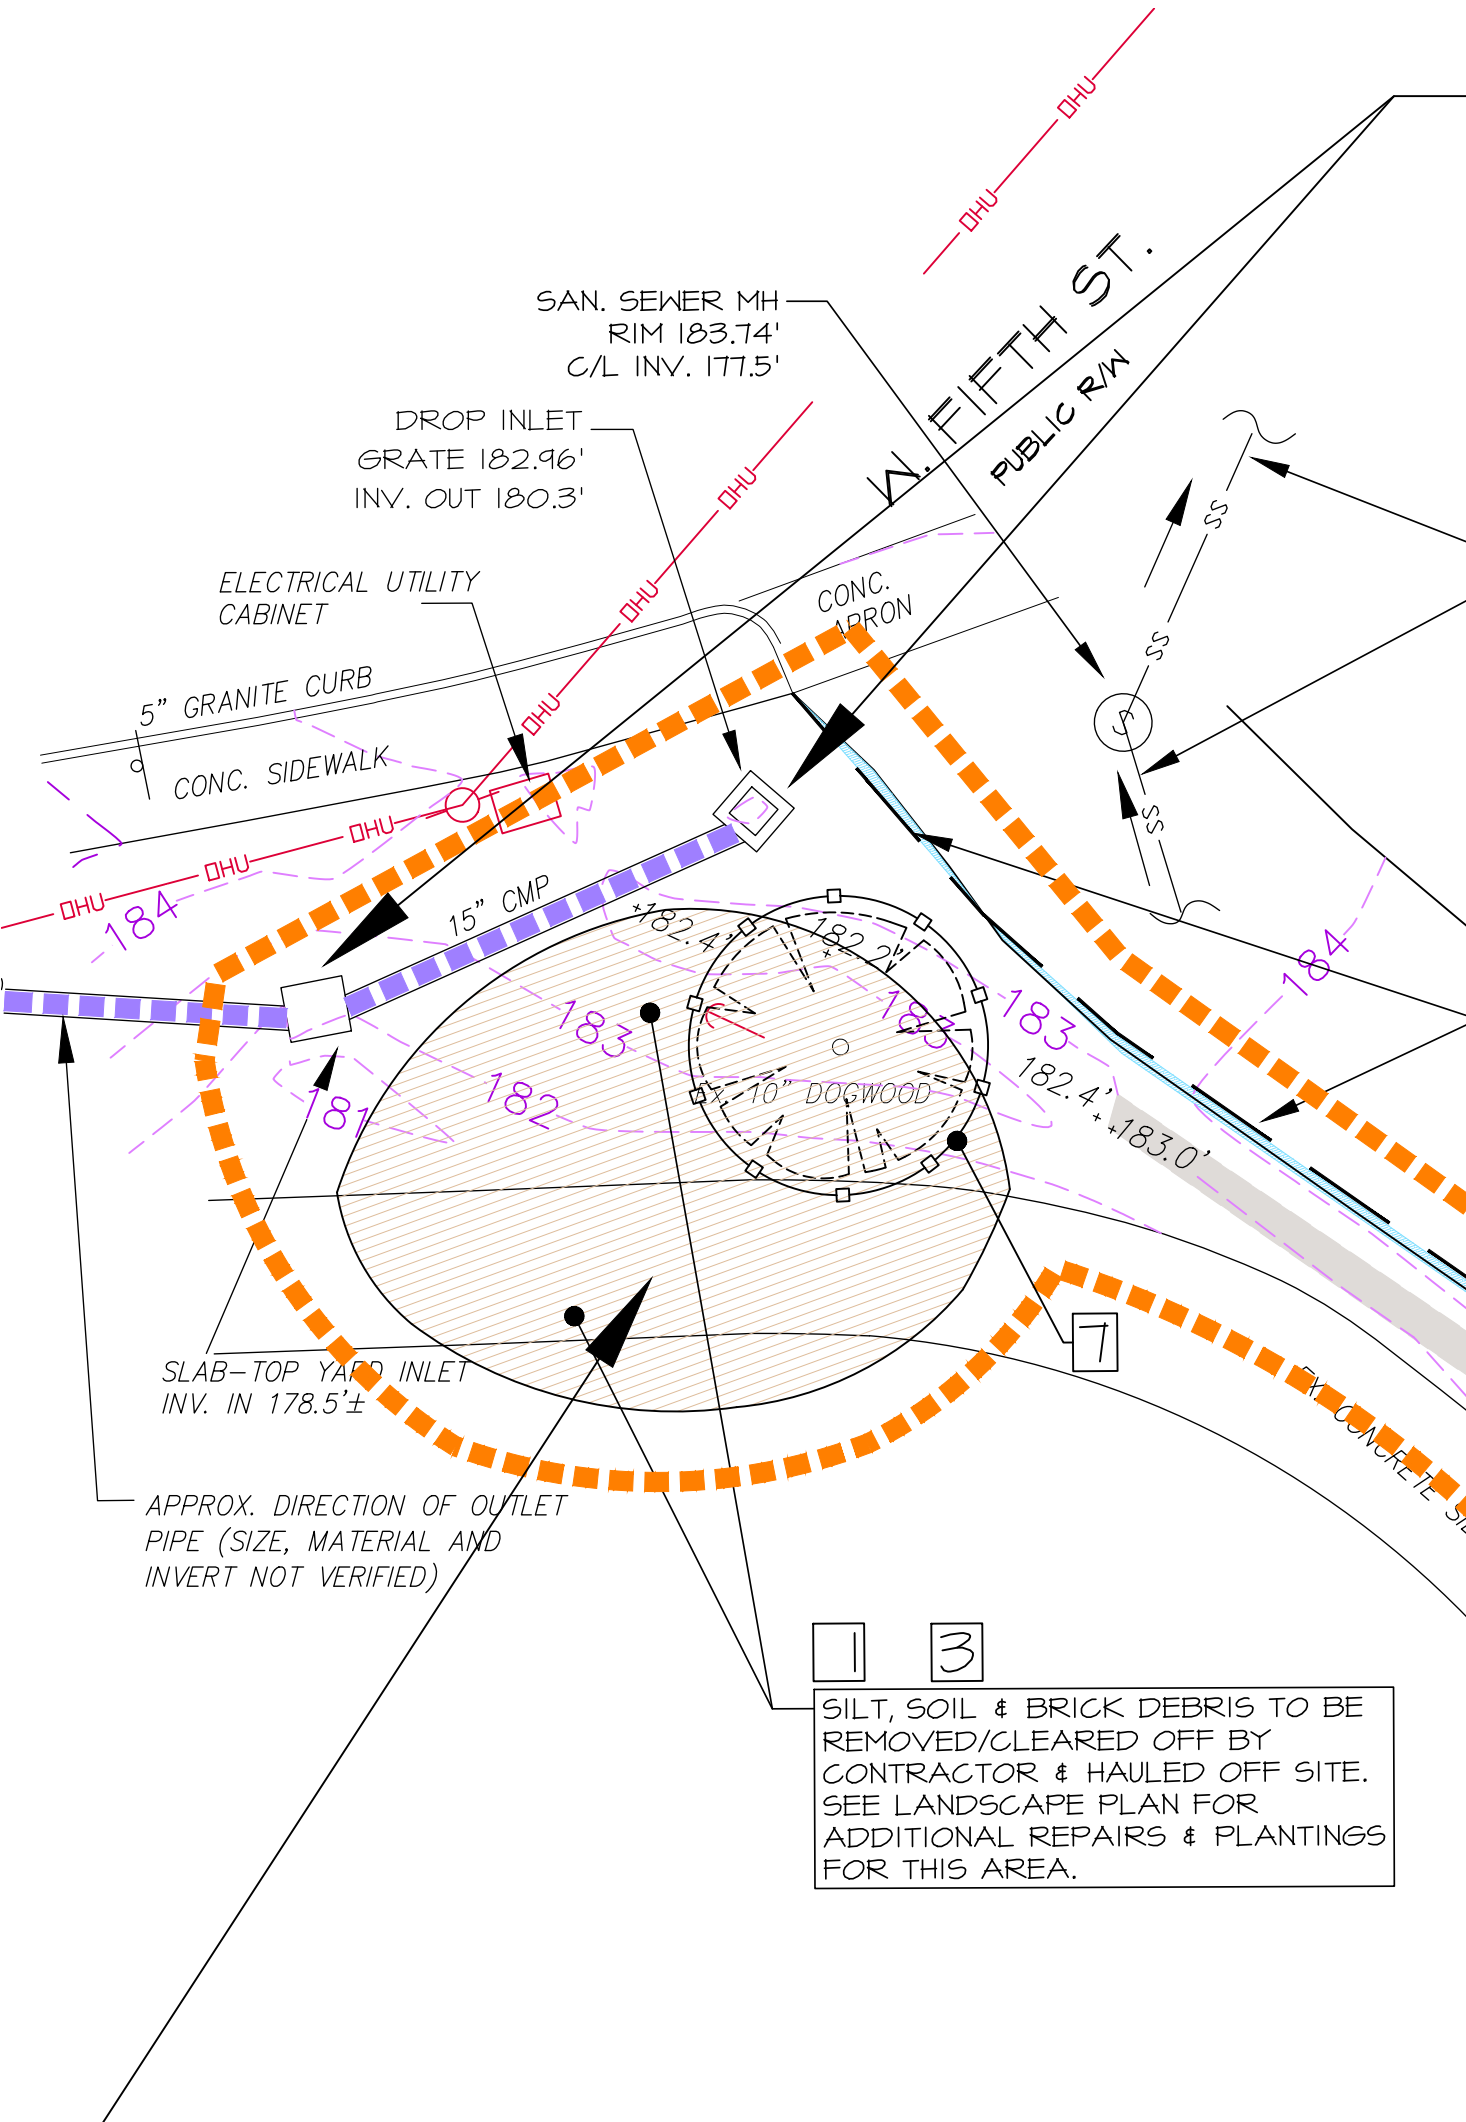 OHU
OHU
W. FIFTH ST.
PUBLIC R/W
SAN. SEWER MH
RIM 183.74'
C/L INV. 177.5'
DROP INLET
GRATE 182.96'
INV. OUT 180.3'
OHU
SS
ELECTRICAL UTILITY
CABINET
OHU
CONC.
APRON
SS
5" GRANITE CURB
OHU
S
CONC. SIDEWALK
SS
OHU
OHU
OHU
184
15" CMP
+182.4'
182.2'
+
184
183
183
183
181
182
EX. 10" DOGWOOD
182.4'
+
+183.0'
7
SLAB-TOP YARD INLET
INV. IN 178.5'±
EX. CONCRETE
APPROX. DIRECTION OF OUTLET
PIPE (SIZE, MATERIAL AND
INVERT NOT VERIFIED)
1 3
SILT, SOIL & BRICK DEBRIS TO BE
REMOVED/CLEARED OFF BY
CONTRACTOR & HAULED OFF SITE.
SEE LANDSCAPE PLAN FOR
ADDITIONAL REPAIRS & PLANTINGS
FOR THIS AREA.